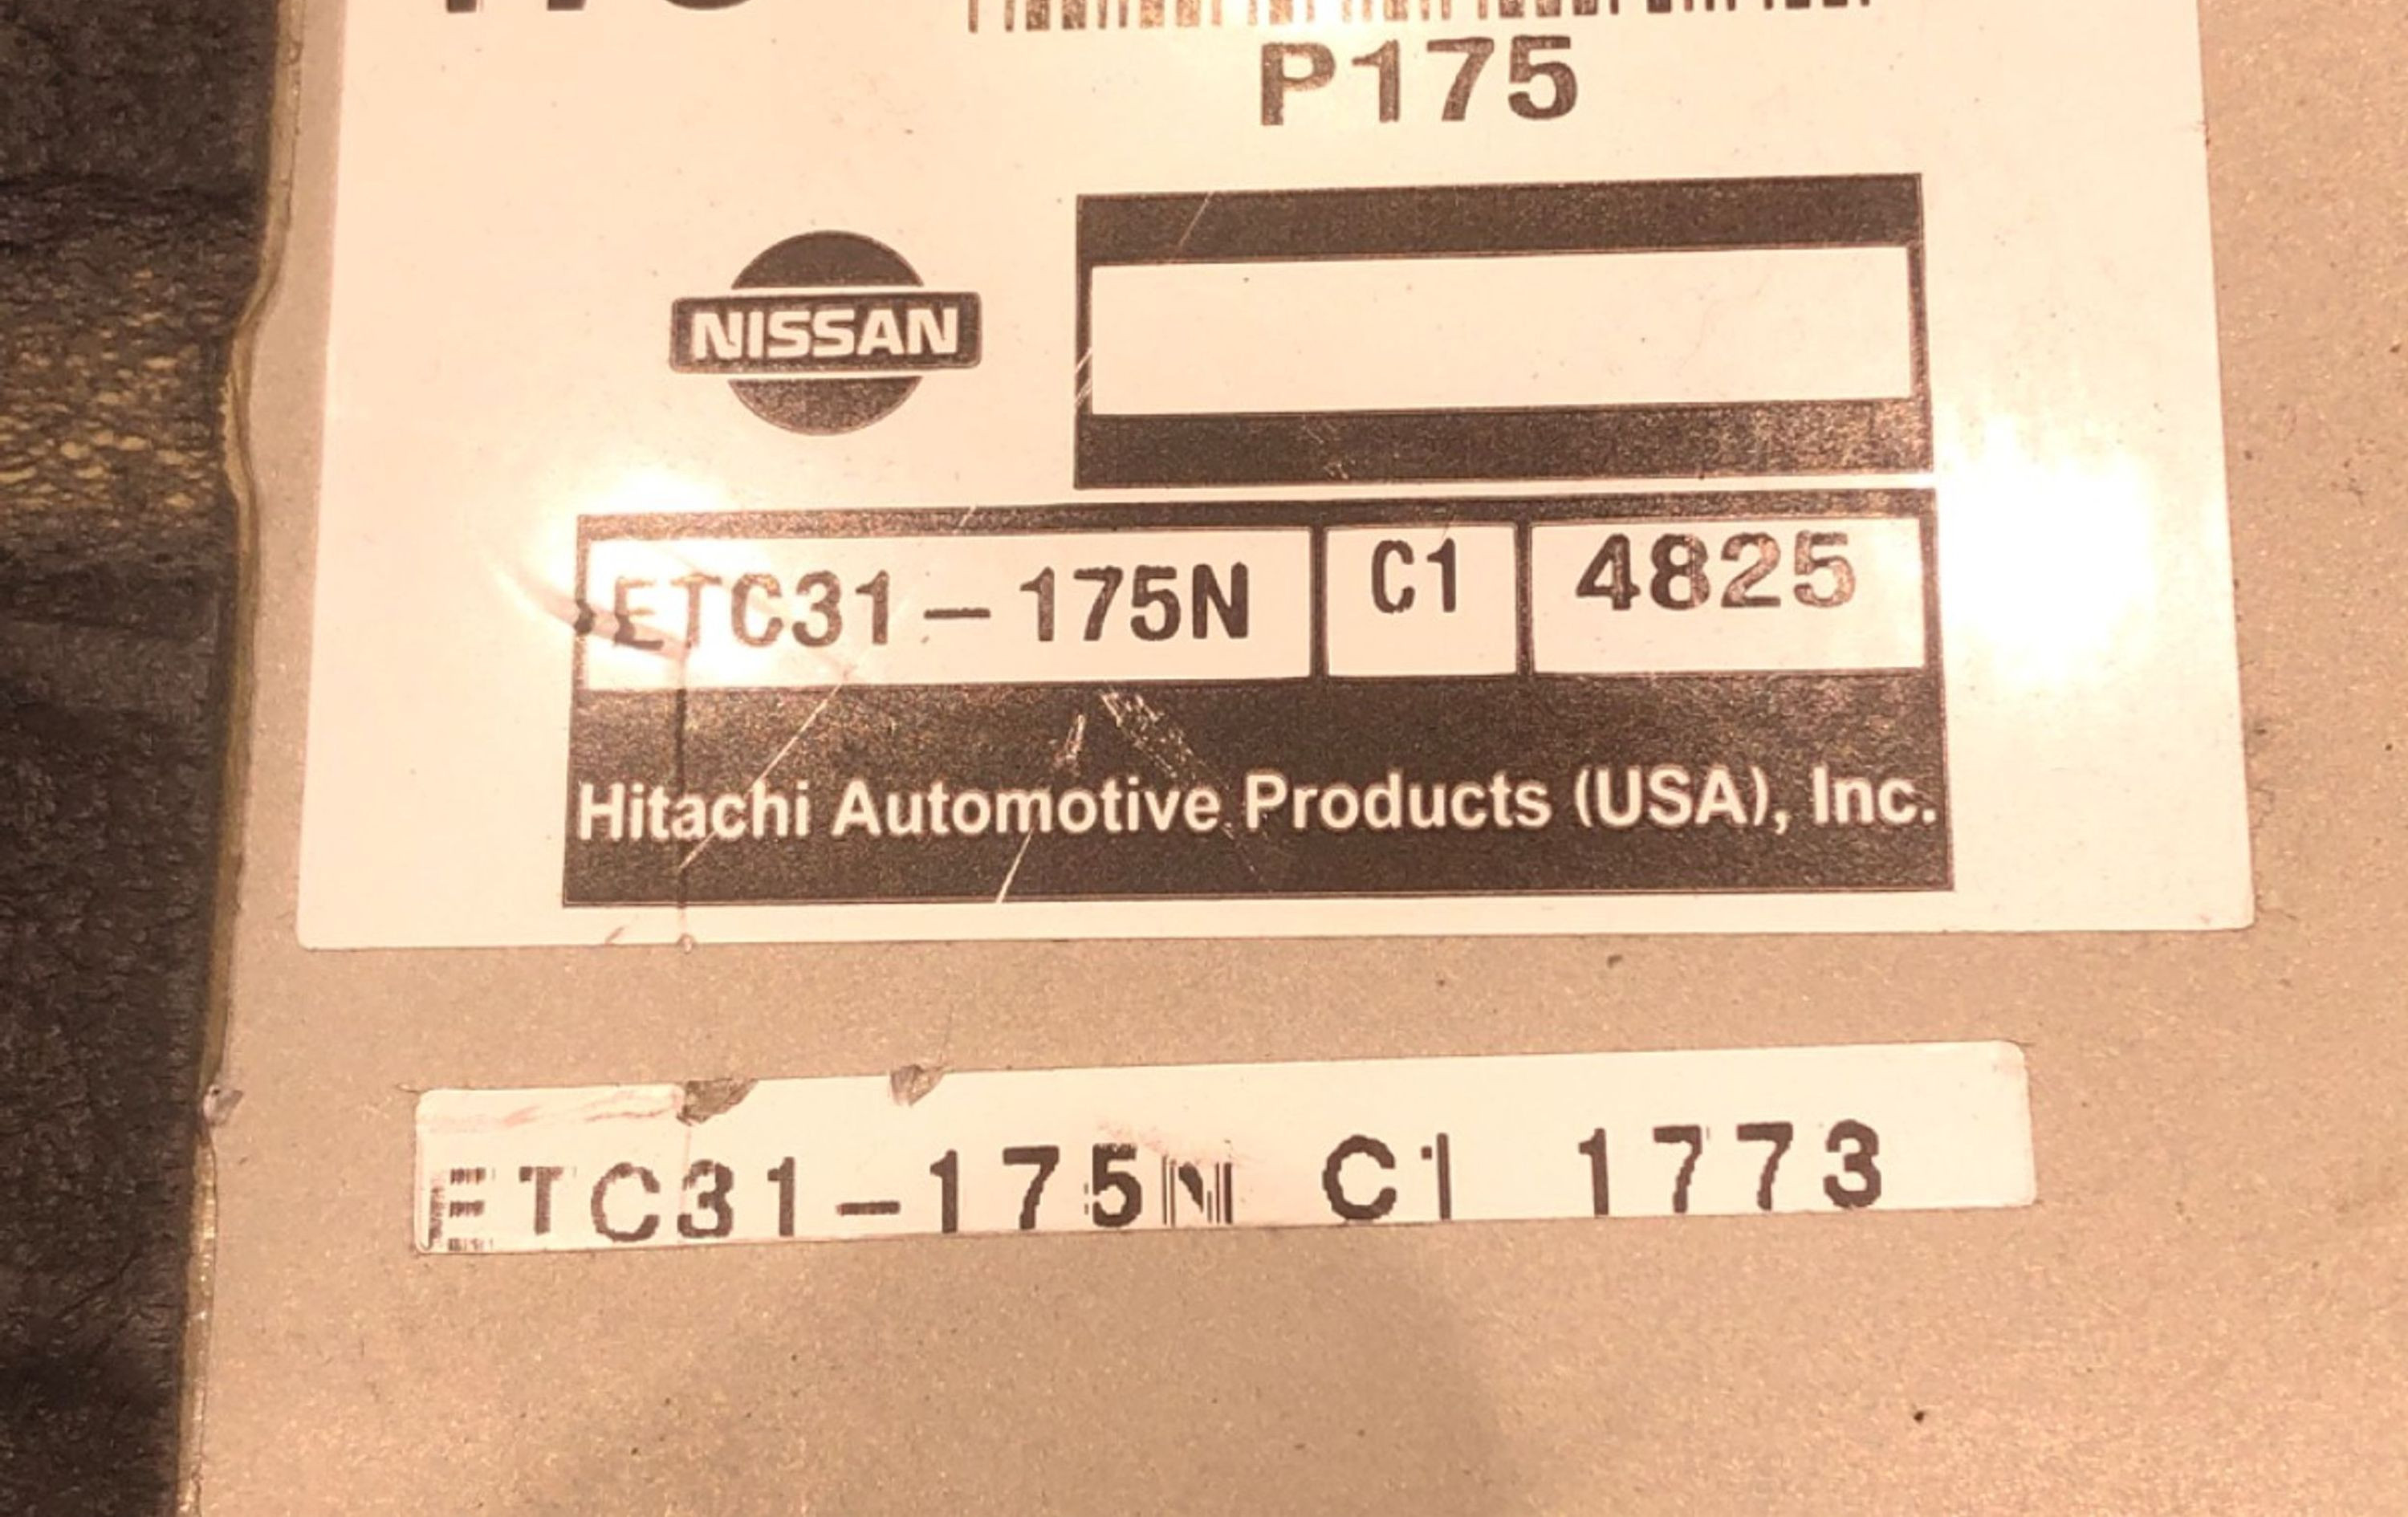 P175
NISSAN
ETC31-175N C1 4825
Hitachi Automotive Products (USA), Inc.
ETC31-175N C1 1773